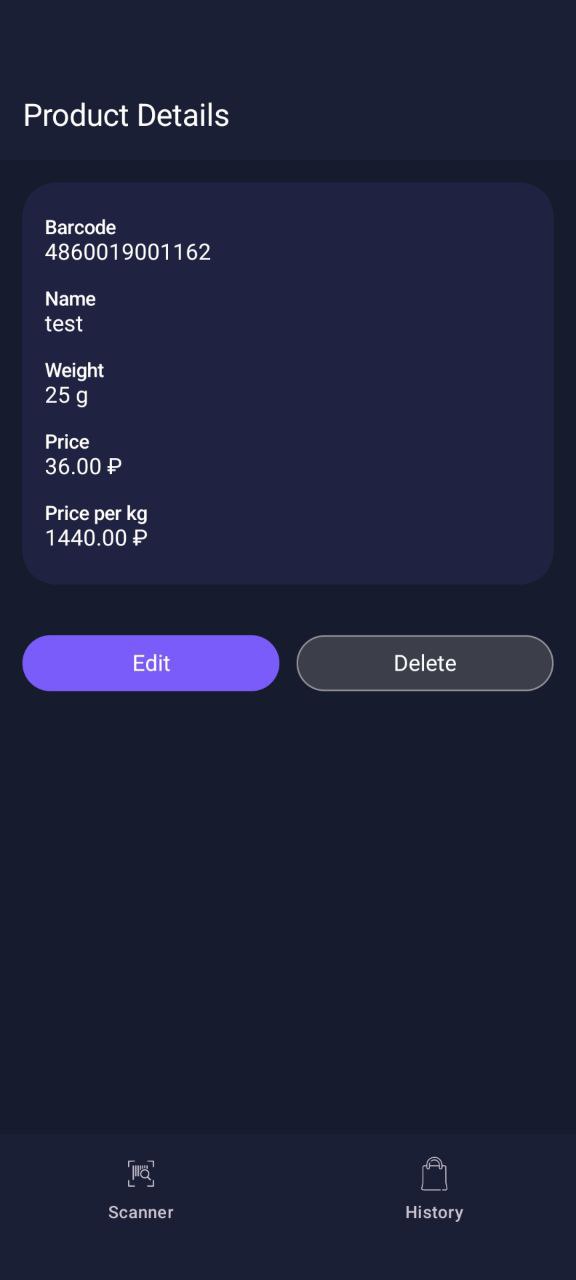 Product Details
Barcode
4860019001162
Name
test
Weight
25 g
Price
36.00 ₽
Price per kg
1440.00 ₽
Edit
Delete
Scanner
History